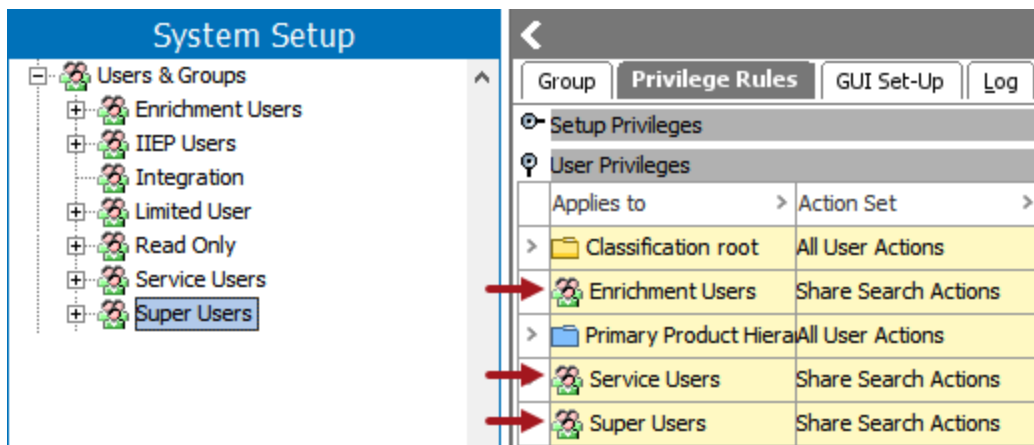 System Setup
Users & Groups
Enrichment Users
IIEP Users
Integration
Limited User
Read Only
Service Users
Super Users
Group Privilege Rules GUI Set-Up Log
Setup Privileges
User Privileges
Applies to > Action Set >
> Classification root All User Actions
Enrichment Users Share Search Actions
> Primary Product Hiera All User Actions
Service Users Share Search Actions
Super Users Share Search Actions